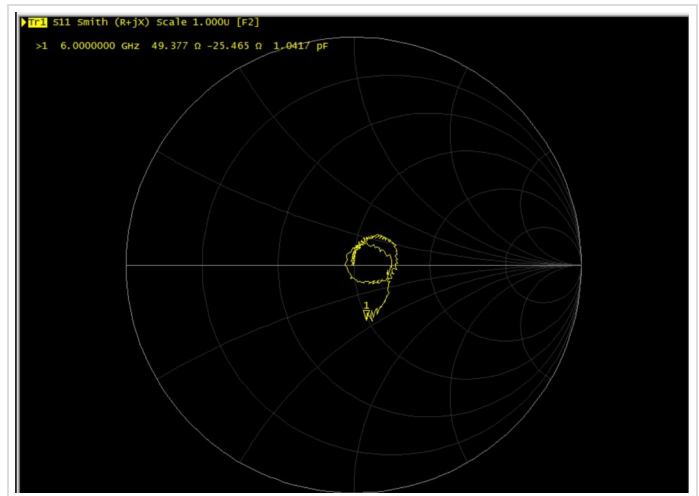 Tr1 S11 Smith (R+jX) Scale 1.000U [F2]
>1 6.0000000 GHz 49.377 Ω -25.465 Ω 1.0417 pF
1